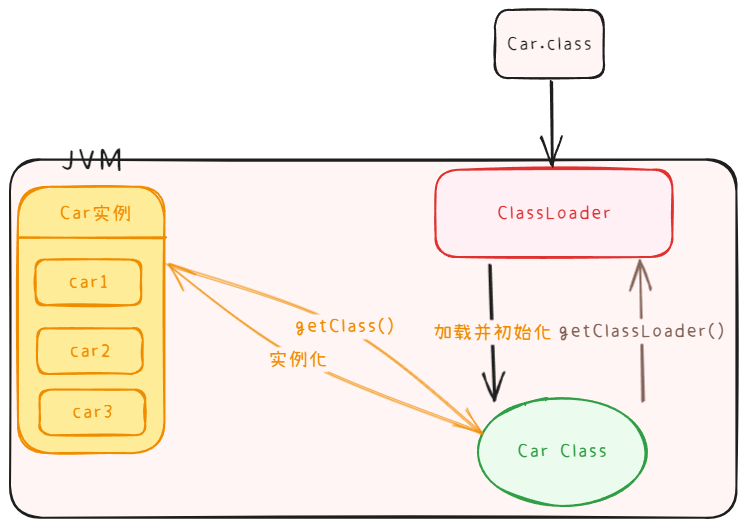 Car.class
JVM
Car实例
ClassLoader
car1
getClass()
加载并初始化
getClassLoader()
car2
实例化
car3
Car Class